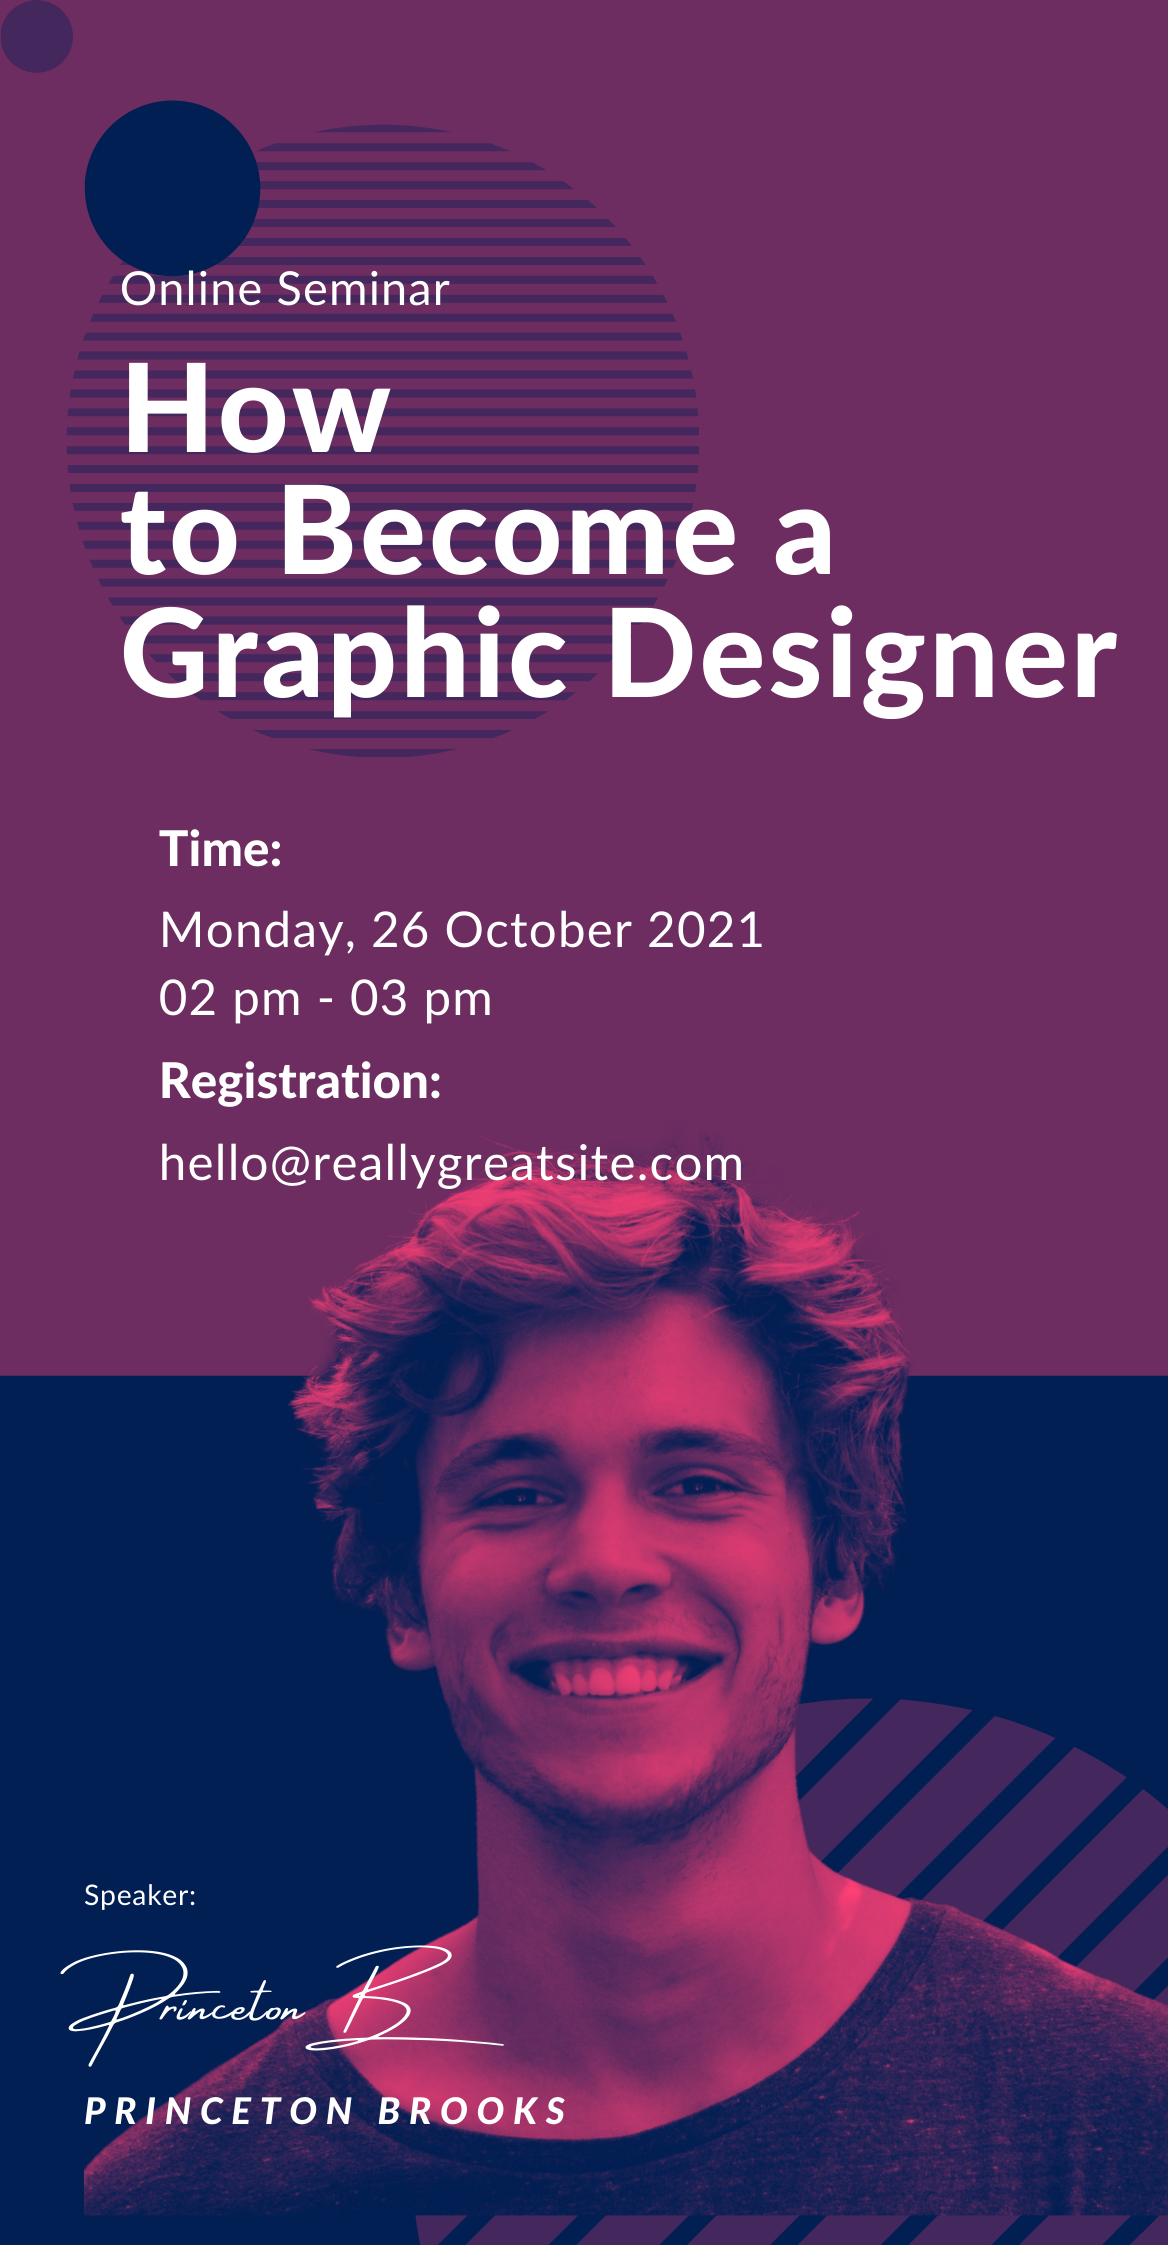 Online Seminar
How
to Become a
Graphic Designer
Time:
Monday, 26 October 2021
02 pm - 03 pm
Registration:
hello@reallygreatsite.com
Speaker:
Princeton B
PRINCETON BROOKS